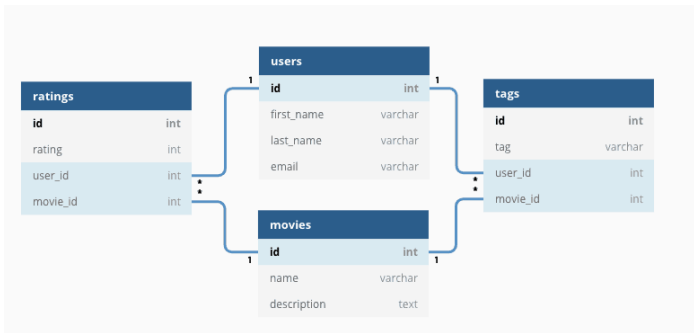 users
1
id int
1
first_name varchar
last_name varchar
email varchar
ratings
id int
rating int
user_id int
*
movie_id int
*
tags
id int
tag varchar
*
user_id int
*
movie_id int
movies
1
id int
1
name varchar
description text